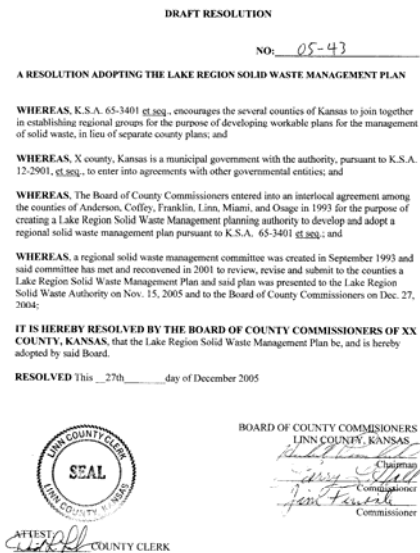 DRAFT RESOLUTION
NO: 05-43
A RESOLUTION ADOPTING THE LAKE REGION SOLID WASTE MANAGEMENT PLAN
WHEREAS, K.S.A. 65-3401 et seq., encourages the several counties of Kansas to join together
in establishing regional groups for the purpose of developing workable plans for the management
of solid waste, in lieu of separate county plans; and
WHEREAS, X county, Kansas is a municipal government with the authority, pursuant to K.S.A.
12-2901, et seq., to enter into agreements with other governmental entities; and
WHEREAS, The Board of County Commissioners entered into an interlocal agreement among
the counties of Anderson, Coffey, Franklin, Linn, Miami, and Osage in 1993 for the purpose of
creating a Lake Region Solid Waste Management planning authority to develop and adopt a
regional solid waste management plan pursuant to K.S.A. 65-3401 et seq.; and
WHEREAS, a regional solid waste management committee was created in September 1993 and
said committee has met and reconvened in 2001 to review, revise and submit to the counties a
Lake Region Solid Waste Management Plan and said plan was presented to the Lake Region
Solid Waste Authority on Nov. 15, 2005 and to the Board of County Commissioners on Dec. 27,
2004;
IT IS HEREBY RESOLVED BY THE BOARD OF COUNTY COMMISSIONERS OF XX
COUNTY, KANSAS, that the Lake Region Solid Waste Management Plan be, and is hereby
adopted by said Board.
RESOLVED This __27th______day of December 2005
BOARD OF COUNTY COMMISIONERS
LINN COUNTY, KANSAS
Chairman
Commissioner
Commissioner
LINN COUNTY CLERK
SEAL
LINN COUNTY, KANSAS
ATTEST:
COUNTY CLERK